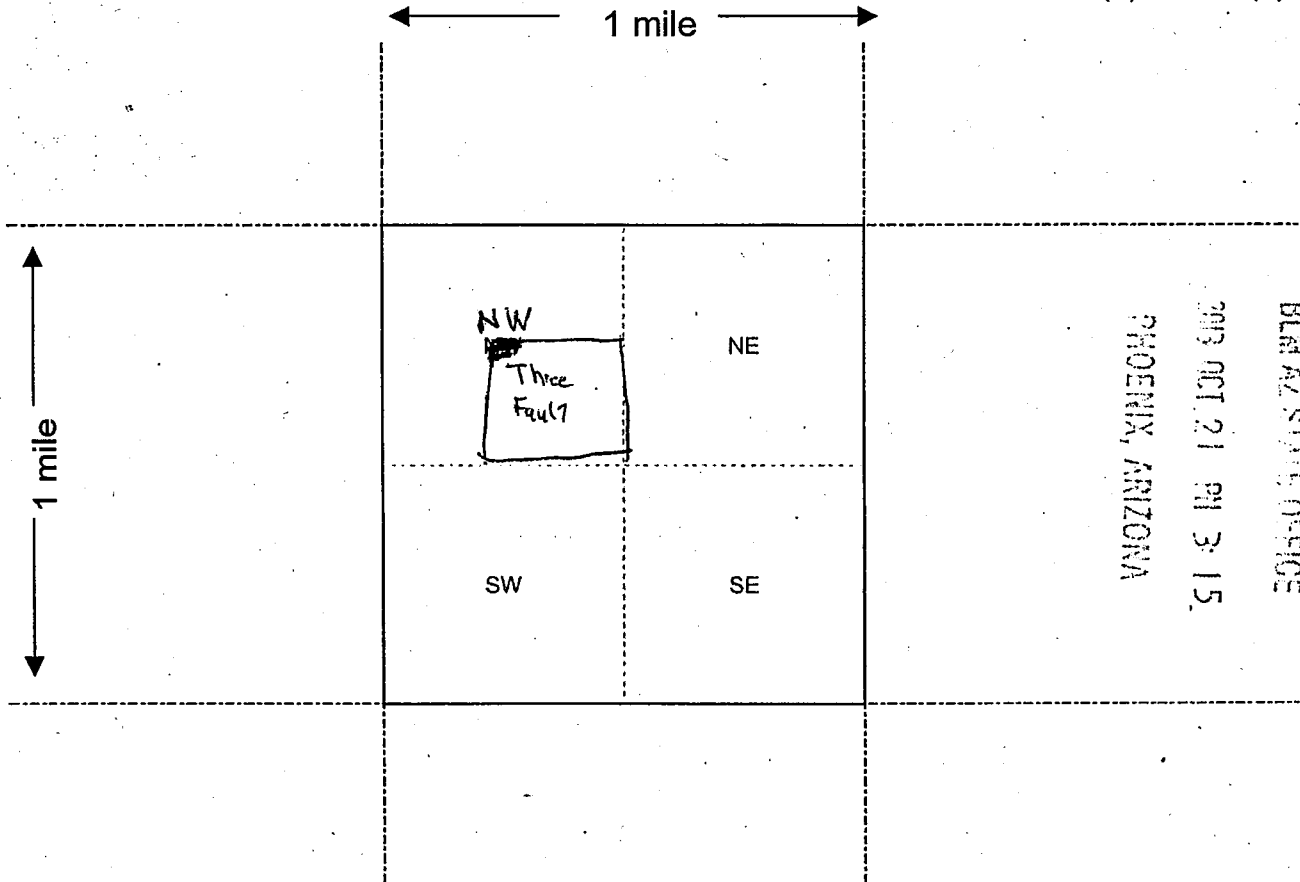 1 mile
1 mile
NW
Three
Fault
NE
SW
SE
BLM AZ STATE OFFICE
2013 OCT 21 PM 3:15
PHOENIX, ARIZONA